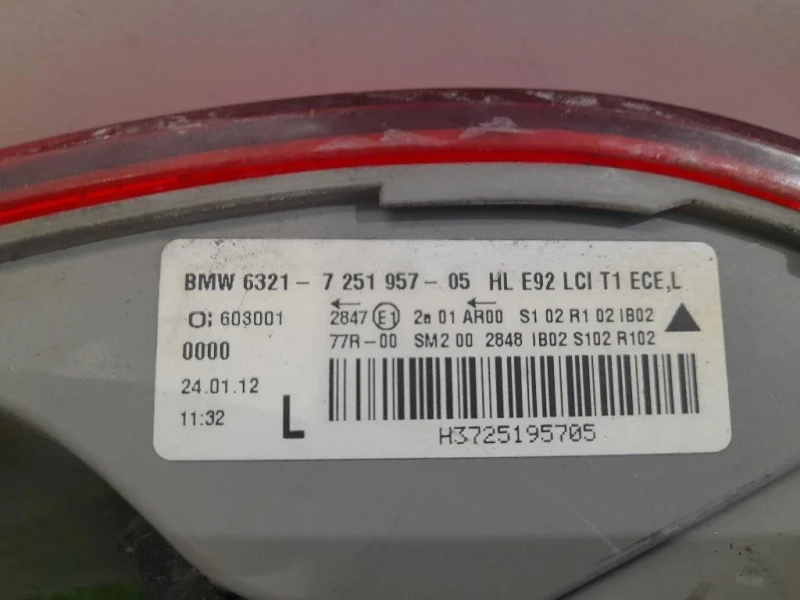 BMW 6321- 7 251 957- 05 HL E92 LCI T1 ECE,L
O; 603001 2847 E1 2a 01 AR00 S1 02 R1 02 IB02
0000 77R-00 SM2 00 2848 IB02 S102 R102
24.01.12
11:32 L
H3725195705